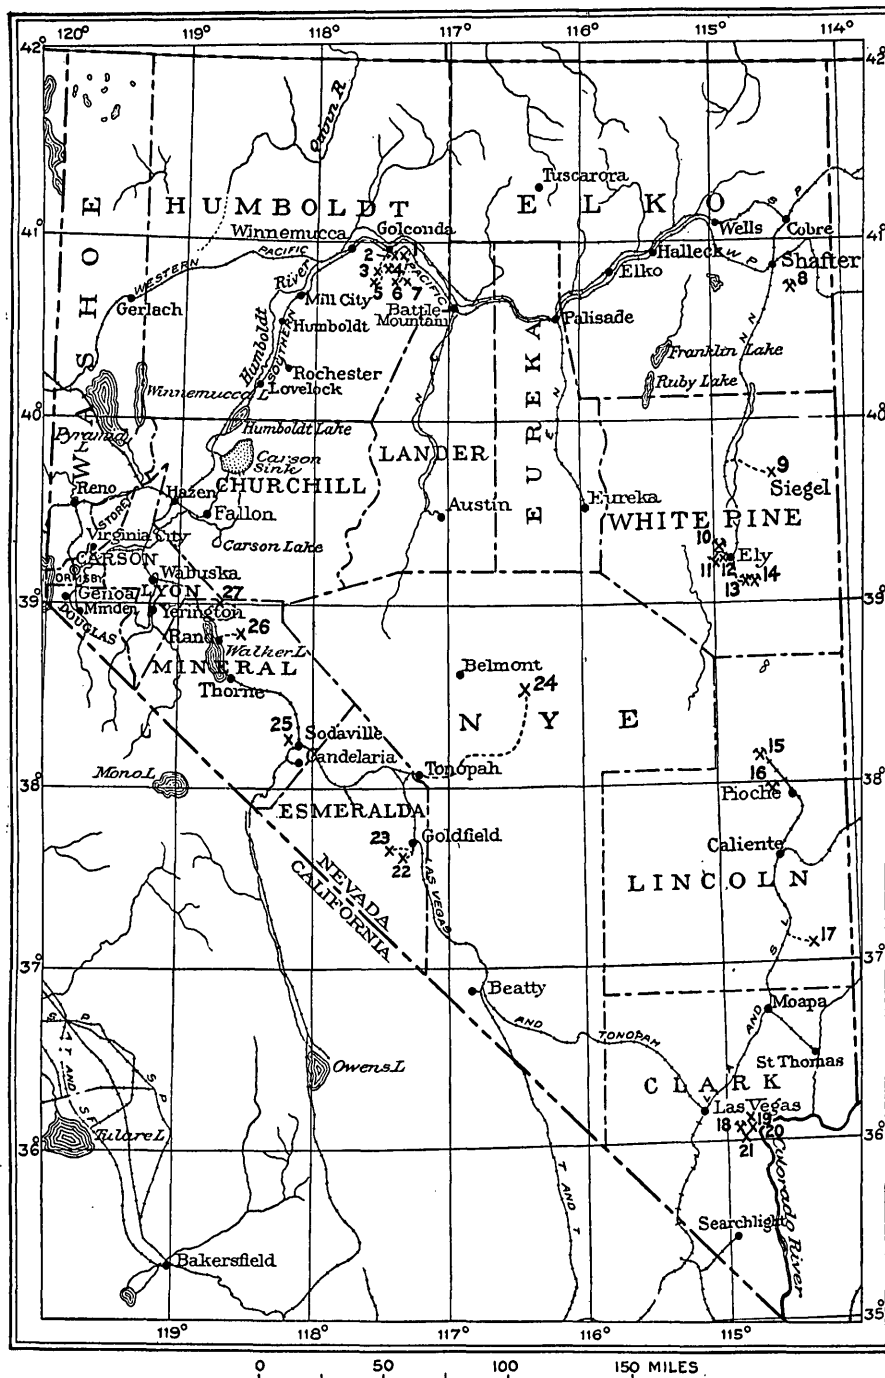 120° 118° 117° 116° 115° 114°
42° 42°
Quinn R
Tuscarora
HUMBOLDT ELKO
WASHOE
41° 41°
Winnemucca Golconda
Wells S P Cobre
WESTERN PACIFIC
Halleck W P Shafter
2 4
3
5 6 7
PACIFIC
Elko 8
River Mill City
Gerlach
Battle
Mountain
Palisade
Humboldt
Humboldt
SOUTHERN
N N
Franklin Lake
Rochester
Ruby Lake
Winnemucca L Lovelock
EUREKA
40° 40°
Pyramid Humboldt Lake
LANDER
N
Carson
Sink
9
Siegel
Reno Hazen CHURCHILL
STOREY
Fallon Austin Eureka
WHITE PINE
Virginia City
Carson Lake
10
CARSON
Ely
11 12
13 14
ORMSBY Wabuska
Genoa LYON 27
39° 39°
Minden Yerington
DOUGLAS
Rand 26
Walker L
MINERAL
Belmont
Thorne
24
NYE
25 Sodaville
Candelaria
15
Mono L
Tonopah
16
38° 38°
Pioche
ESMERALDA
23 Goldfield
22
Caliente
LAS VEGAS
NEVADA
CALIFORNIA
LINCOLN
17
S L
37° 37°
Beatty
Moapa
S P
AND TONOPAH
AND
St Thomas
AT AND S F
S P
Owens L
CLARK
Las Vegas
Tulare L
18 19
20
21
36° 36°
T AND T
Colorado River
Searchlight
Bakersfield
35°
119° 118° 117° 116° 115°
0 50 100 150 MILES